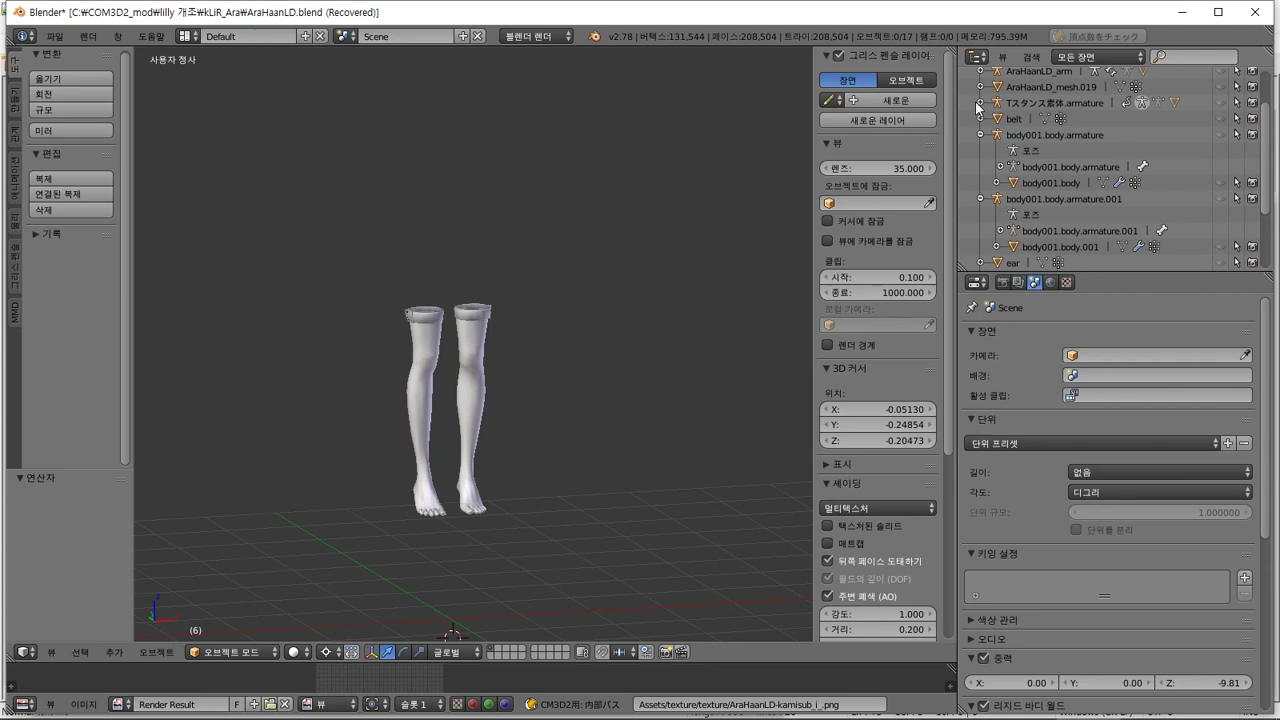 Blender* [C:₩COM3D2_mod₩lilly 개조₩kLiR_Ara₩AraHaanLD.blend (Recovered)]
파일 렌더 창 도움말 Default Scene 블렌더 렌더 v2.78 | 버텍스:131,544 | 페이스:208,504 | 트라이:208,504 | 오브젝트:0/17 | 램프:0/0 | 메모리:795.39M 頂点数をチェック
변환
옮기기
회전
규모
미러
편집
복제
연결된 복제
삭제
기록
관계
애니메이션
물리
그리스 펜슬
MMD
연산자
사용자 정사
(6)
그리스 펜슬 레이어
장면 오브젝트
새로운
새로운 레이어
뷰
렌즈: 35.000
오브젝트에 잠금:
커서에 잠금
뷰에 카메라를 잠금
클립:
시작: 0.100
종료: 1000.000
로컬 카메라:
렌더 경계
3D 커서
위치:
X: -0.05130
Y: -0.24854
Z: -0.20473
표시
셰이딩
멀티텍스처
텍스처된 솔리드
매트캡
뒤쪽 페이스 도태하기
필드의 깊이 (DOF)
주변 폐색 (AO)
강도: 1.000
거리: 0.200
뷰 검색 모든 장면
AraHaanLD_arm
AraHaanLD_mesh.019
Tスタンス素体.armature
belt
body001.body.armature
포즈
body001.body.armature
body001.body
body001.body.armature.001
포즈
body001.body.armature.001
body001.body.001
ear
Scene
장면
카메라:
배경:
활성 클립:
단위
단위 프리셋
길이: 없음
각도: 디그리
단위 규모: 1.000000
단위를 분리
키잉 설정
색상 관리
오디오
중력
X: 0.00 Y: 0.00 Z: -9.81
리지드 바디 월드
뷰 선택 추가 오브젝트 오브젝트 모드 글로벌
뷰 이미지 Render Result F 뷰 슬롯 1 CM3D2用: 内部パス Assets/texture/texture/AraHaanLD-kamisub_i_.png